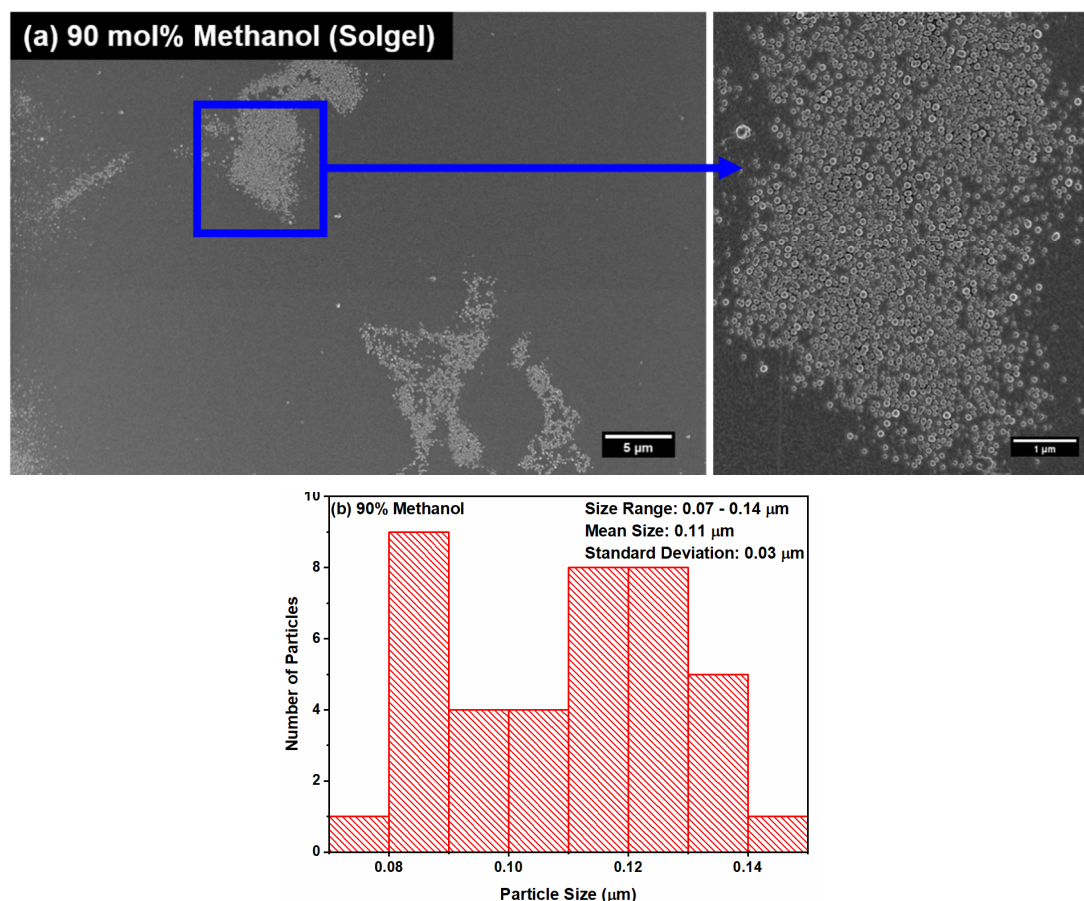 (a) 90 mol% Methanol (Solgel)
5 µm
1 µm
(b) 90% Methanol
Size Range: 0.07 - 0.14 μm
Mean Size: 0.11 μm
Standard Deviation: 0.03 μm
10
8
6
4
2
0
Number of Particles
0.08
0.10
0.12
0.14
Particle Size (μm)